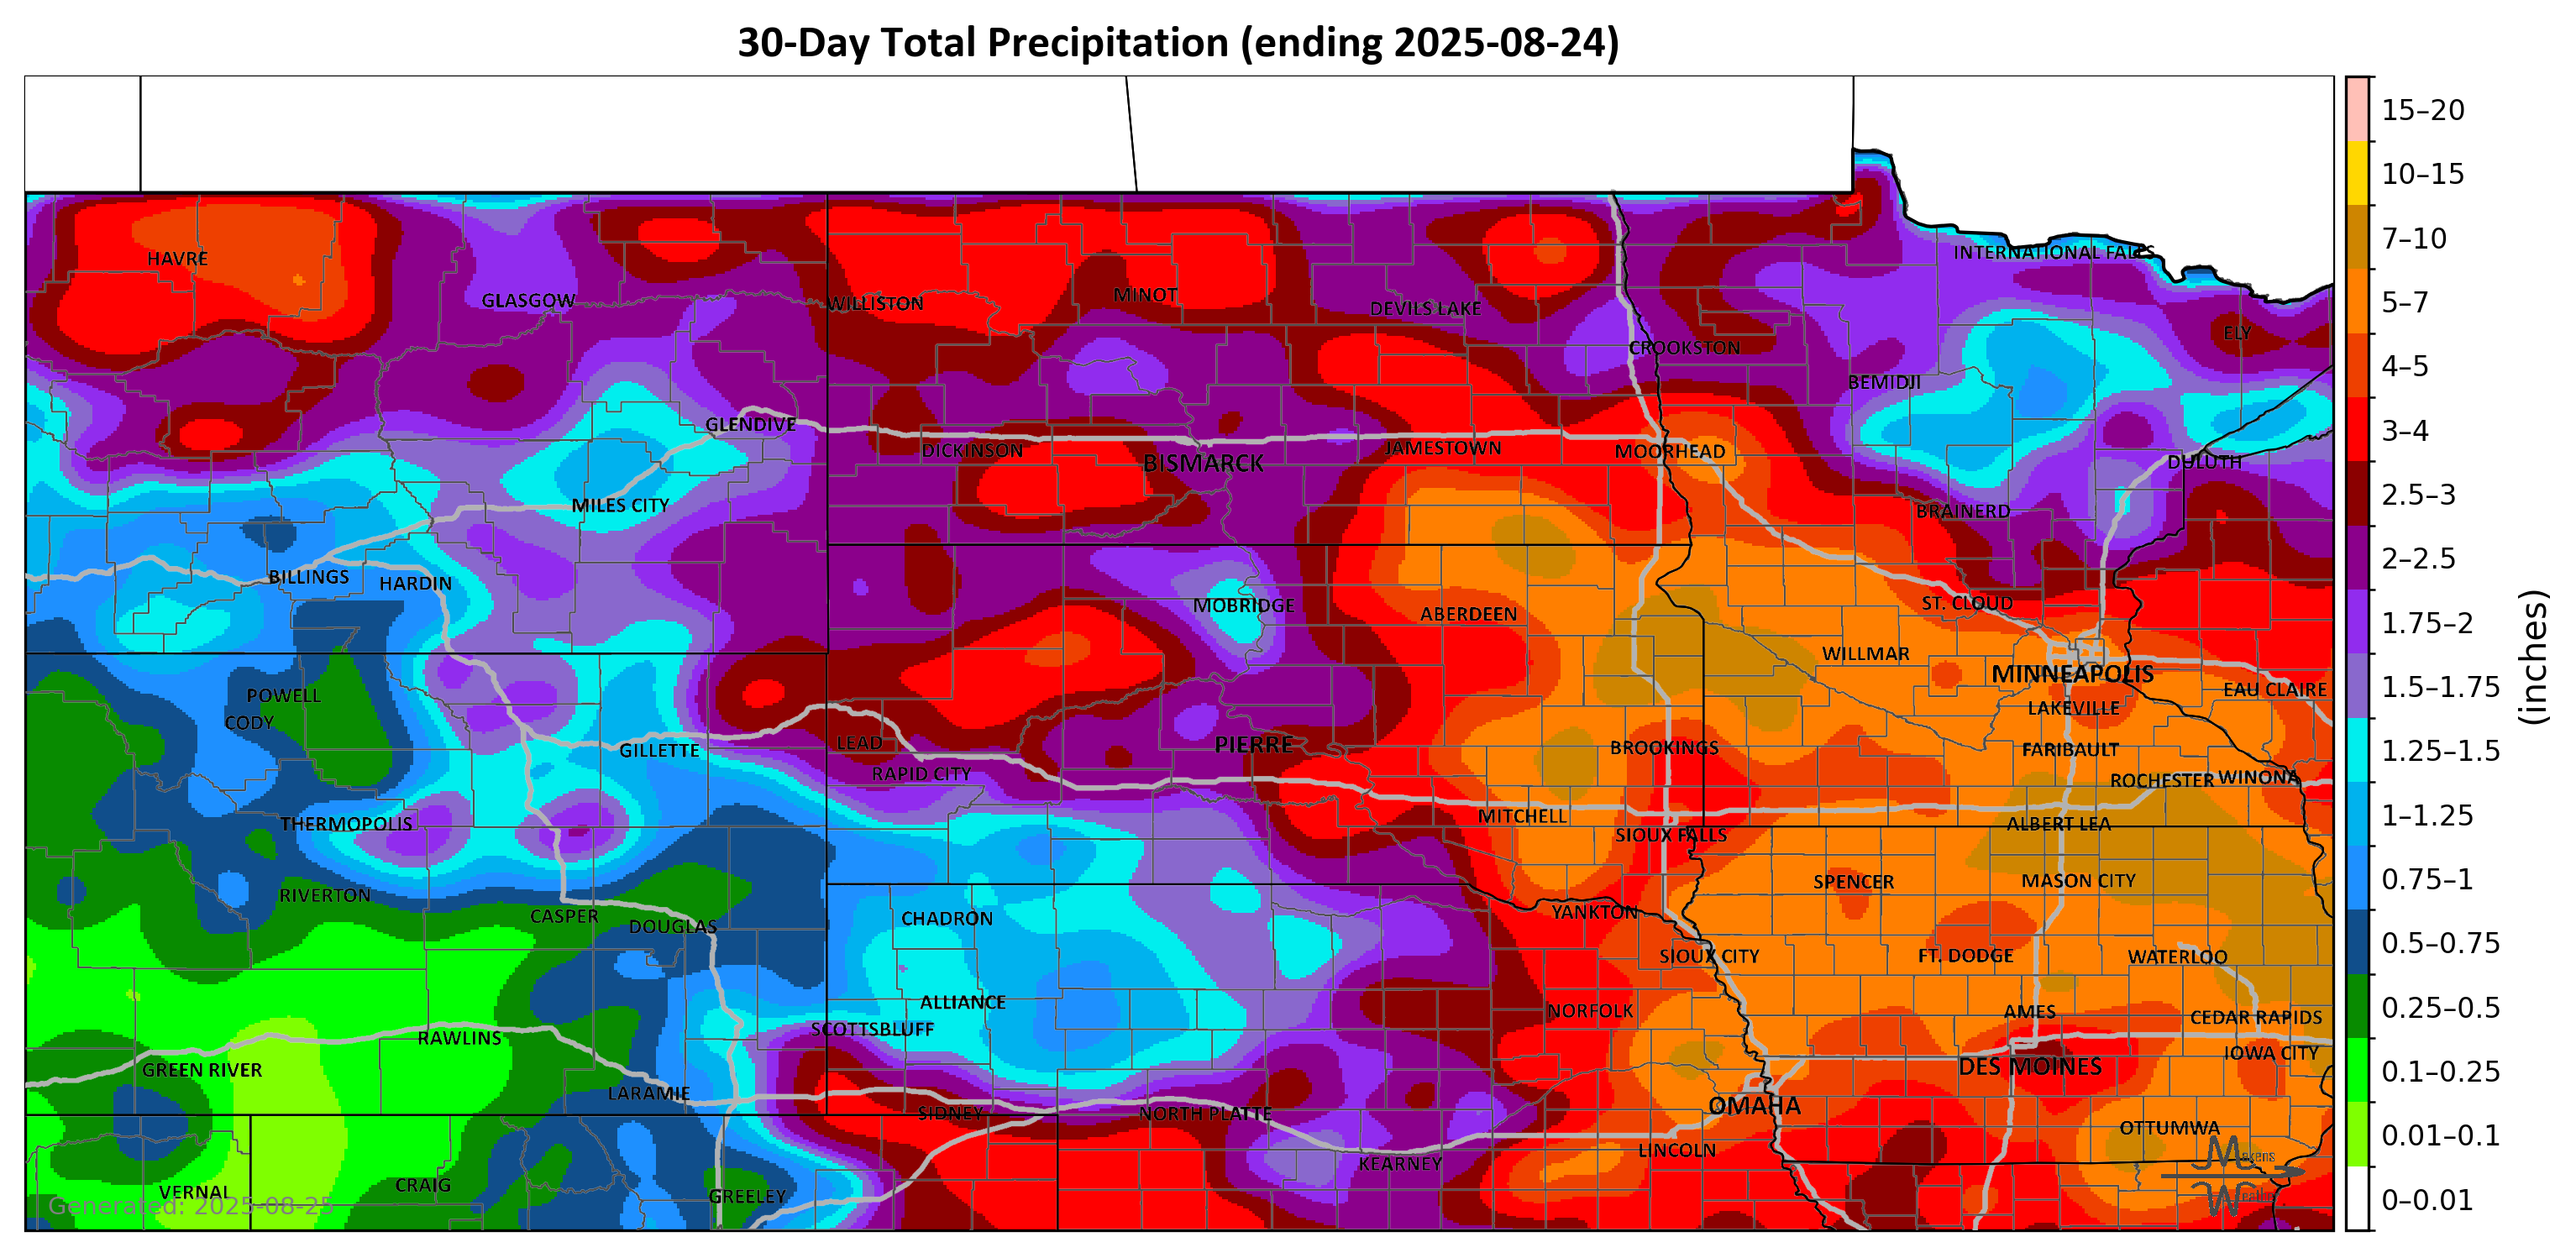 30-Day Total Precipitation (ending 2025-08-24)
15–20
10–15
7–10
5–7
4–5
3–4
2.5–3
2–2.5
1.75–2
1.5–1.75
1.25–1.5
1–1.25
0.75–1
0.5–0.75
0.25–0.5
0.1–0.25
0.01–0.1
0–0.01
(inches)
INTERNATIONAL FALLS
HAVRE
GLASGOW
WILLISTON
MINOT
DEVILS LAKE
ELY
CROOKSTON
BEMIDJI
GLENDIVE
DICKINSON
BISMARCK
JAMESTOWN
MOORHEAD
DULUTH
MILES CITY
BRAINERD
BILLINGS
HARDIN
MOBRIDGE
ABERDEEN
ST. CLOUD
WILLMAR
MINNEAPOLIS
POWELL
CODY
EAU CLAIRE
LAKEVILLE
GILLETTE
LEAD
PIERRE
BROOKINGS
FARIBAULT
RAPID CITY
ROCHESTER
WINONA
THERMOPOLIS
MITCHELL
SIOUX FALLS
ALBERT LEA
RIVERTON
SPENCER
MASON CITY
CASPER
DOUGLAS
CHADRON
YANKTON
SIOUX CITY
FT. DODGE
WATERLOO
ALLIANCE
NORFOLK
AMES
CEDAR RAPIDS
SCOTTSBLUFF
RAWLINS
IOWA CITY
GREEN RIVER
DES MOINES
LARAMIE
SIDNEY
NORTH PLATTE
OMAHA
OTTUMWA
LINCOLN
KEARNEY
VERNAL
CRAIG
GREELEY
Generated: 2025-08-25
Makens
Weather